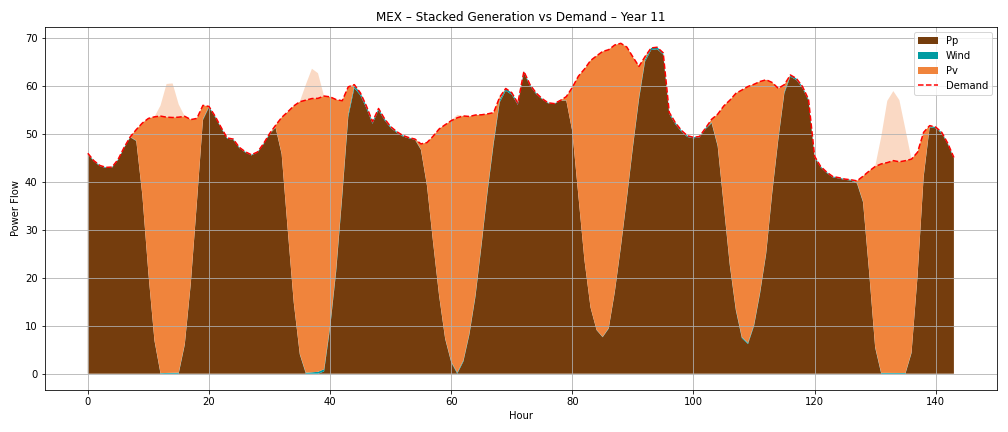 MEX – Stacked Generation vs Demand – Year 11
Power Flow
70
60
50
40
30
20
10
0
Pp
Wind
Pv
Demand
0 20 40 60 80 100 120 140
Hour